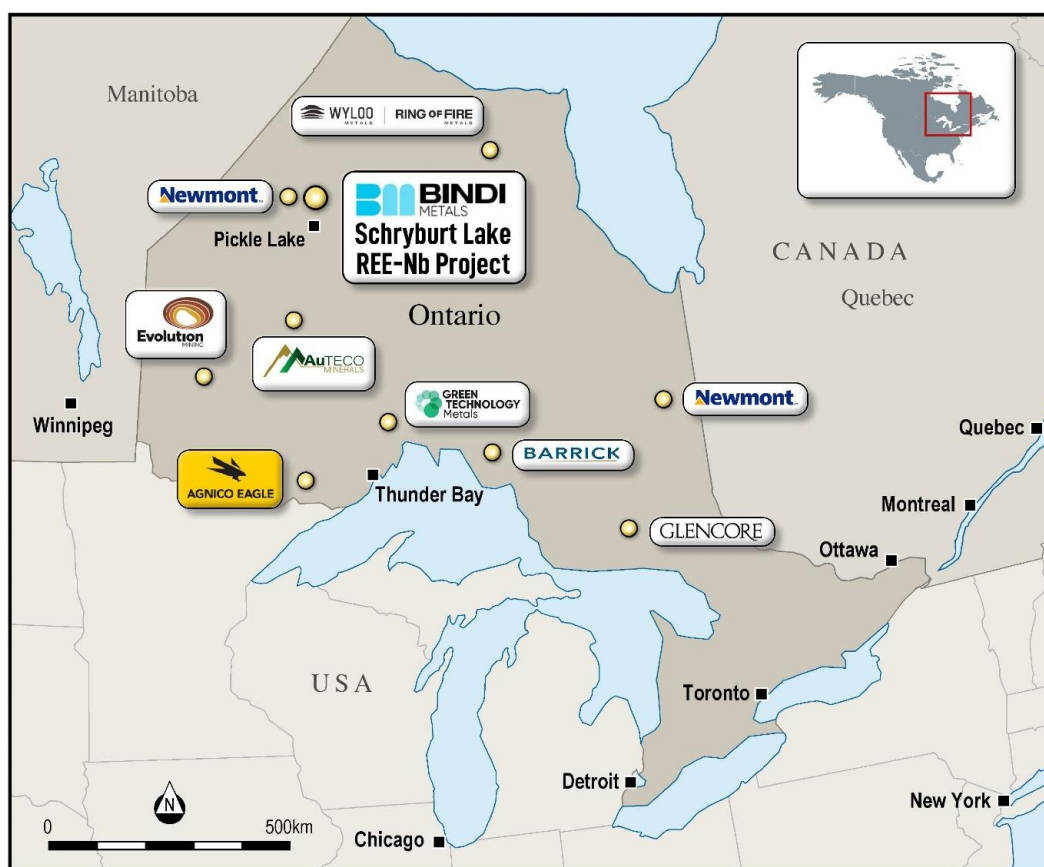 Manitoba
WYLOO
METALS
RING OF FIRE
METALS
Newmont™
BINDI
METALS
Schryburt Lake
REE-Nb Project
Pickle Lake
CANADA
Quebec
Ontario
Evolution
MINING
AuTECO
MINERALS
GREEN
TECHNOLOGY
Metals
Newmont
Winnipeg
Quebec
BARRICK
AGNICO EAGLE
Thunder Bay
Montreal
GLENCORE
Ottawa
USA
Toronto
Detroit
New York
N
0
500km
Chicago